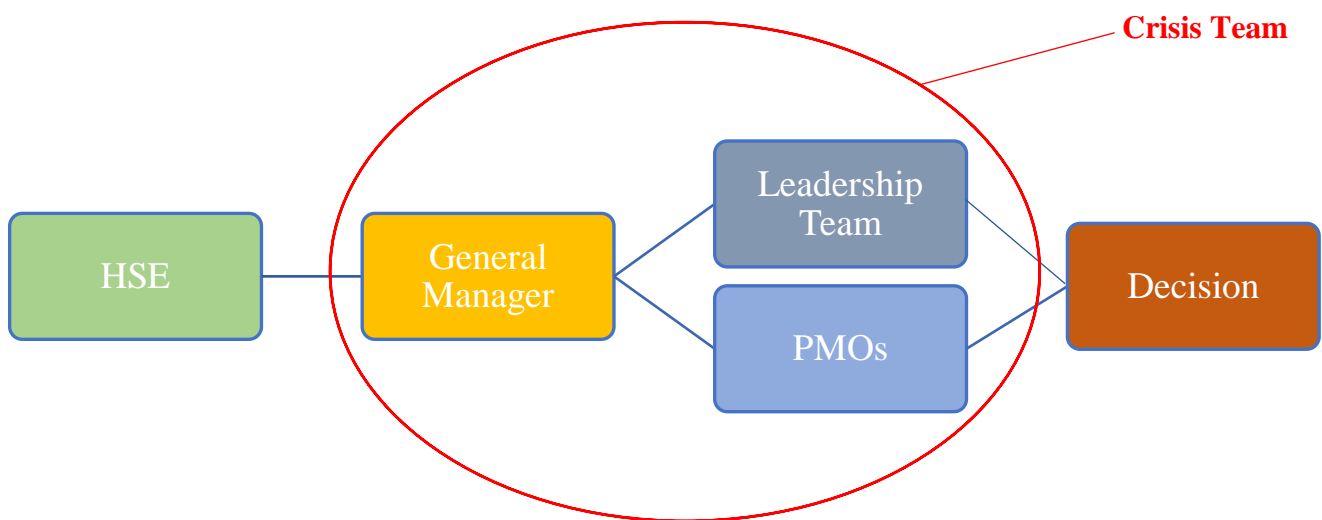 Crisis Team
Leadership
Team
HSE
General
Manager
Decision
PMOs